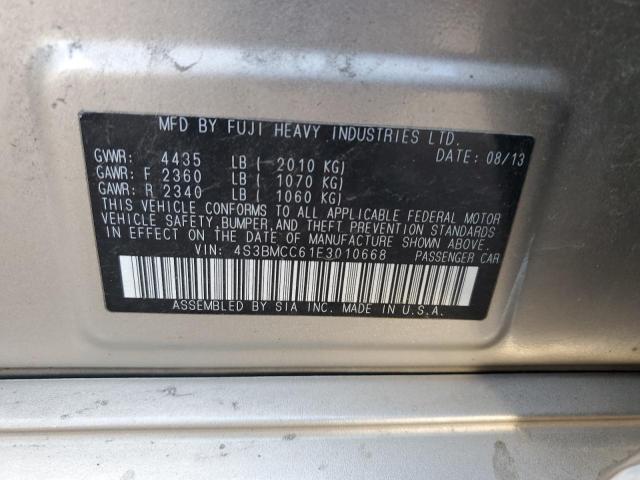 MFD BY FUJI HEAVY INDUSTRIES LTD.
GVWR: 4435 LB ( 2010 KG) DATE: 08/13
GAWR: F 2360 LB ( 1070 KG)
GAWR: R 2340 LB ( 1060 KG)
THIS VEHICLE CONFORMS TO ALL APPLICABLE FEDERAL MOTOR
VEHICLE SAFETY, BUMPER, AND THEFT PREVENTION STANDARDS
IN EFFECT ON THE DATE OF MANUFACTURE SHOWN ABOVE.
VIN: 4S3BMCC61E3010668 PASSENGER CAR
ASSEMBLED BY SIA INC. MADE IN U.S.A.